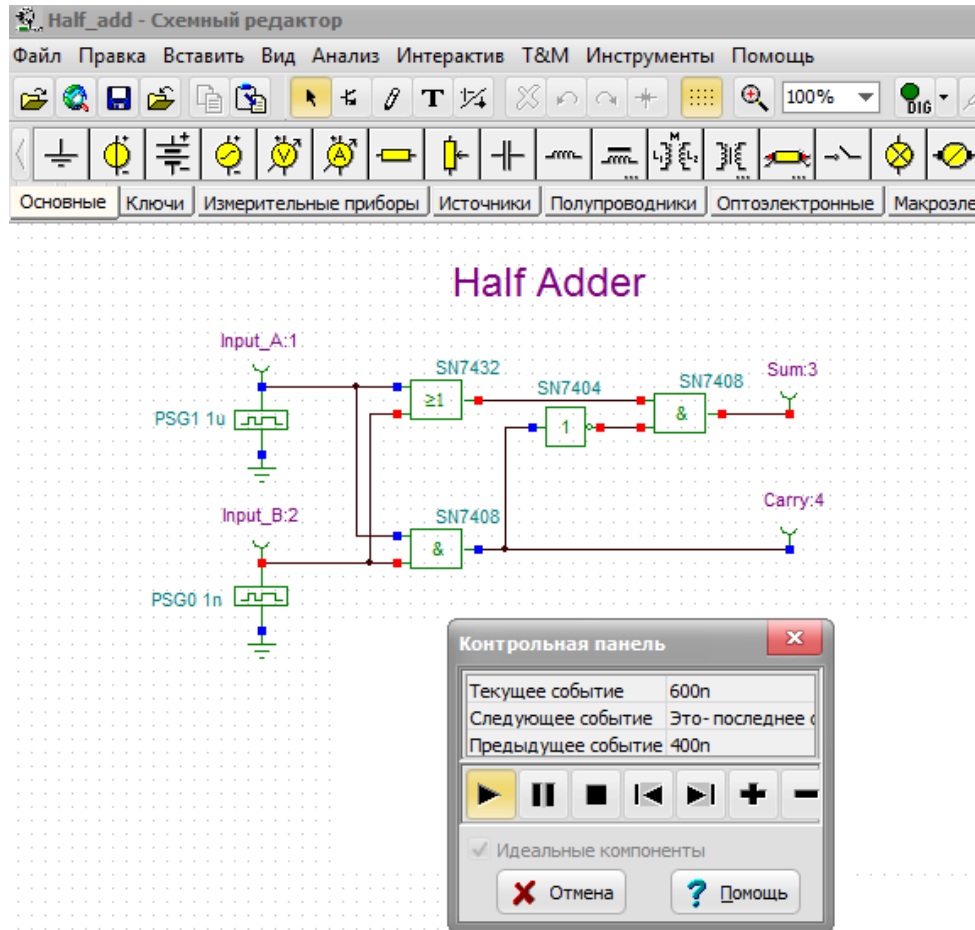 Half_add - Схемный редактор
Файл Правка Вставить Вид Анализ Интерактив T&M Инструменты Помощь
T 100% DIG
M
L1 L2
Основные Ключи Измерительные приборы Источники Полупроводники Оптоэлектронные Макроэле
Half Adder
Input_A:1
SN7432
Sum:3
SN7404
SN7408
≥1
PSG1 1u
&
1
Carry:4
Input_B:2
SN7408
&
PSG0 1n
Контрольная панель
Текущее событие 600n
Следующее событие Это- последнее с
Предыдущее событие 400n
Идеальные компоненты
Отмена Помощь